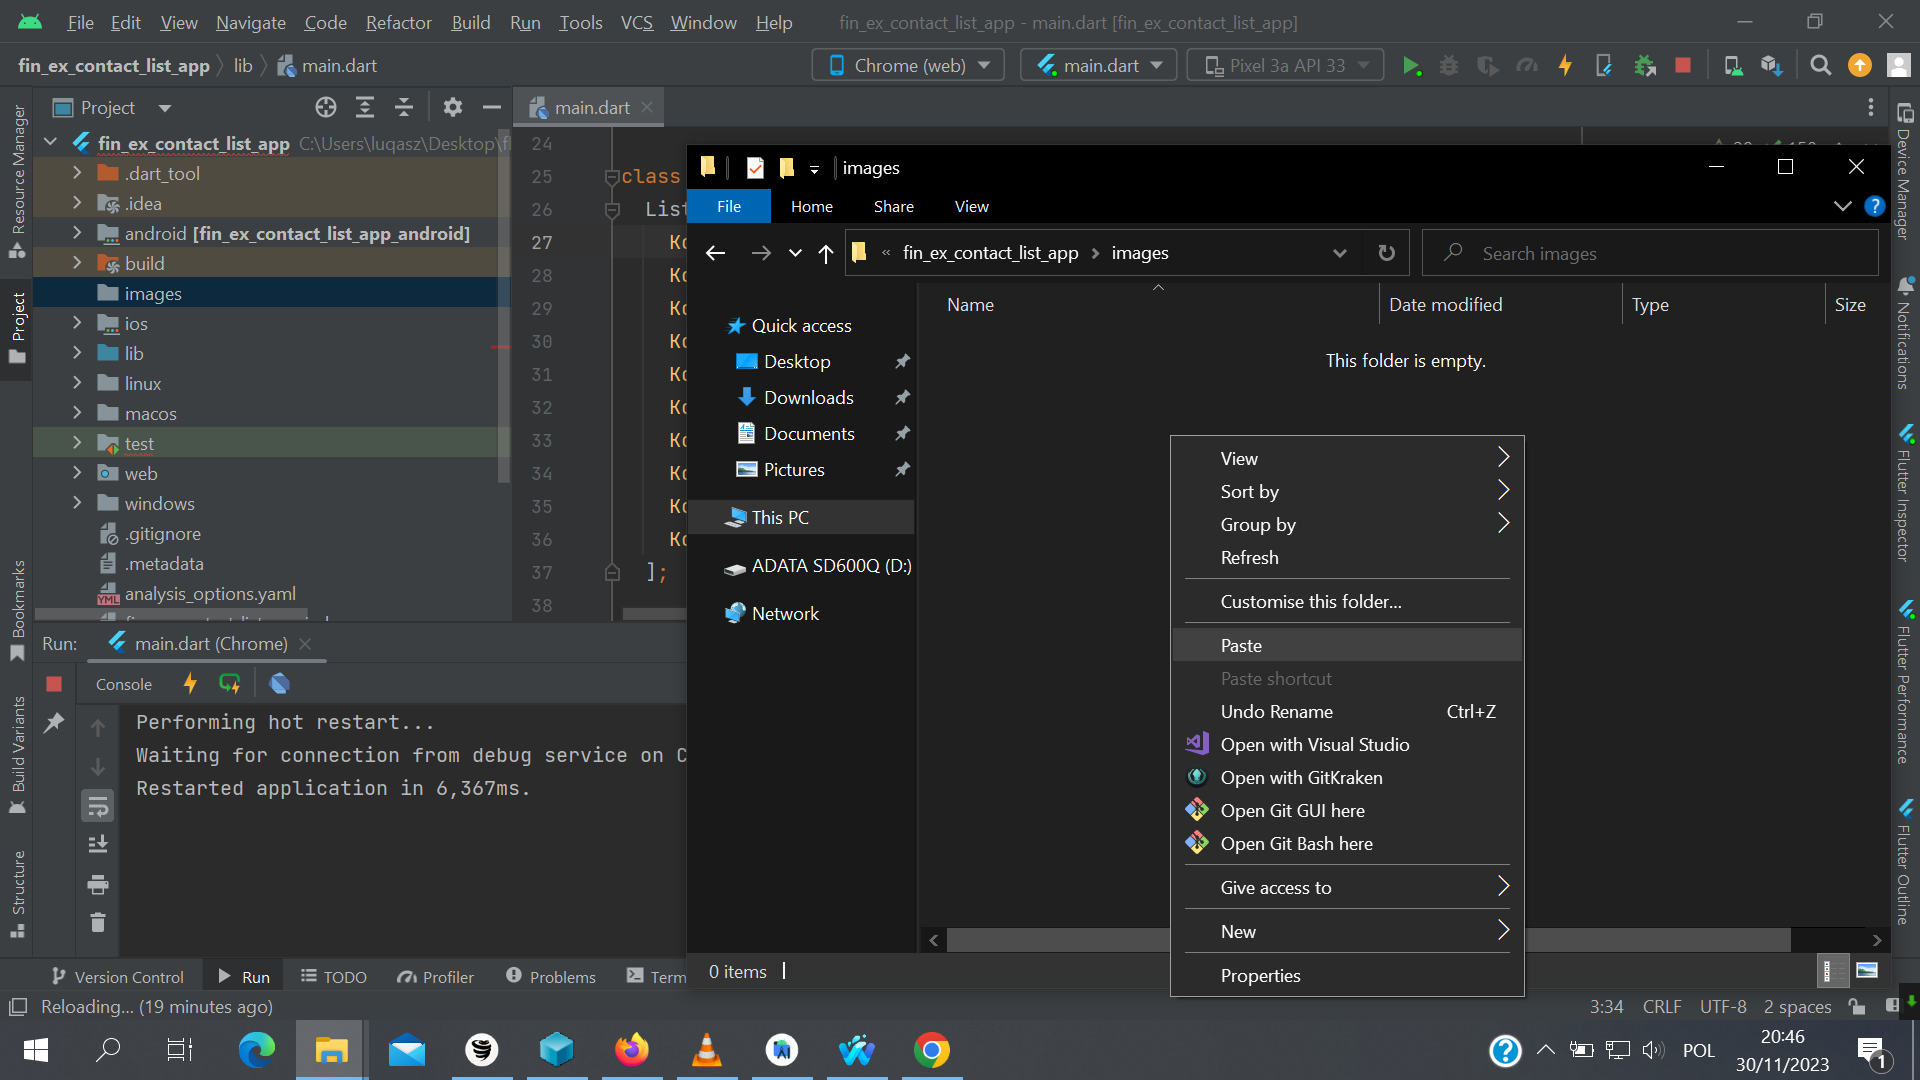 File Edit View Navigate Code Refactor Build Run Tools VCS Window Help fin_ex_contact_list_app - main.dart [fin_ex_contact_list_app]
fin_ex_contact_list_app lib main.dart Chrome (web) main.dart Pixel 3a API 33
Resource Manager
Project
Bookmarks
Build Variants
Structure
Project
fin_ex_contact_list_app C:\Users\luqasz\Desktop\fl
.dart_tool
.idea
android [fin_ex_contact_list_app_android]
build
images
ios
lib
linux
macos
test
web
windows
.gitignore
.metadata
analysis_options.yaml
main.dart
24
25 class
26 List
27 Ko
28 Ko
29 Ko
30 Ko
31 Ko
32 Ko
33 Ko
34 Ko
35 Ko
36 Ko
37 ];
38
images
File Home Share View
« fin_ex_contact_list_app images Search images
Quick access
Desktop
Downloads
Documents
Pictures
This PC
ADATA SD600Q (D:)
Network
Name Date modified Type Size
This folder is empty.
View
Sort by
Group by
Refresh
Customise this folder...
Paste
Paste shortcut
Undo Rename Ctrl+Z
Open with Visual Studio
Open with GitKraken
Open Git GUI here
Open Git Bash here
Give access to
New
Properties
0 items
Device Manager
Notifications
Flutter Inspector
Flutter Performance
Flutter Outline
Run: main.dart (Chrome)
Console
Performing hot restart...
Waiting for connection from debug service on C
Restarted application in 6,367ms.
Version Control Run TODO Profiler Problems Term
Reloading... (19 minutes ago) 3:34 CRLF UTF-8 2 spaces
POL
20:46
30/11/2023
1